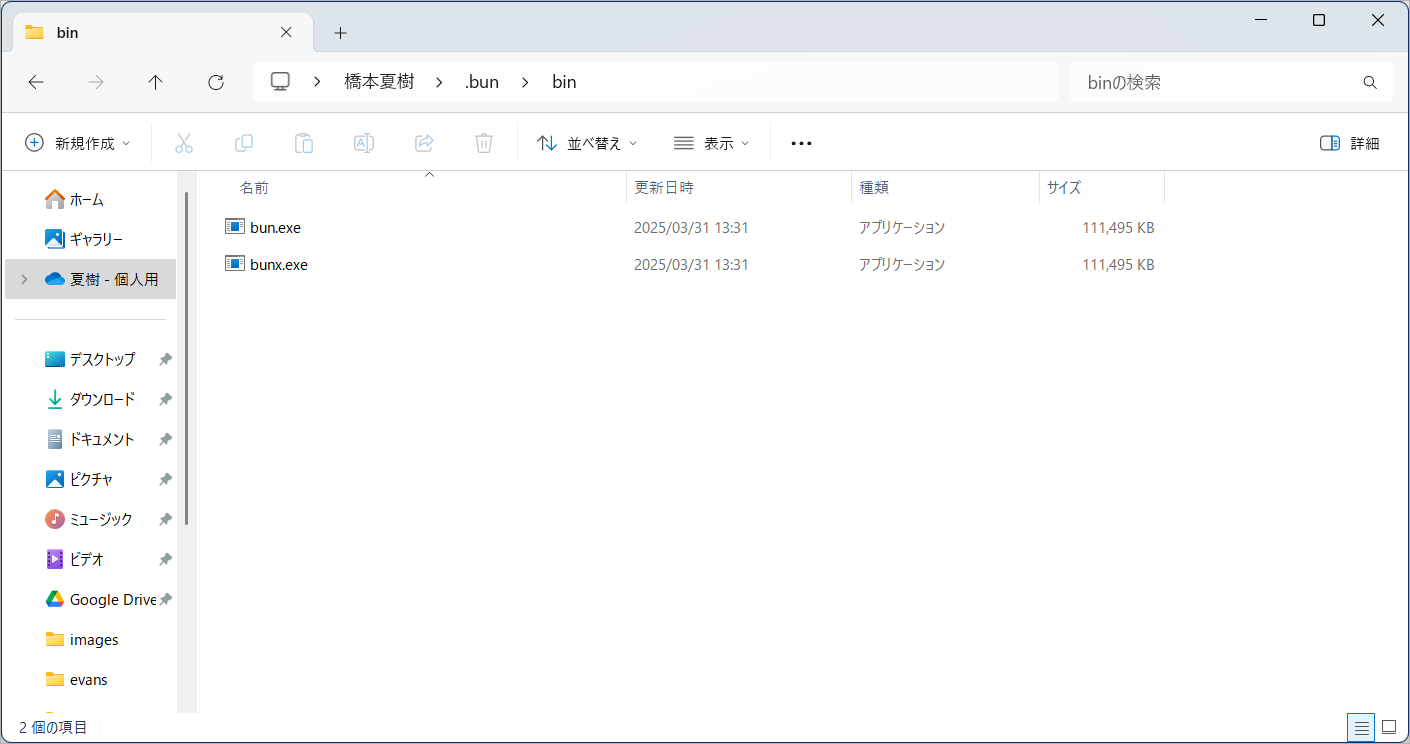 bin
橋本夏樹 .bun bin binの検索
新規作成 並べ替え 表示 詳細
名前 更新日時 種類 サイズ
bun.exe 2025/03/31 13:31 アプリケーション 111,495 KB
bunx.exe 2025/03/31 13:31 アプリケーション 111,495 KB
ホーム
ギャラリー
夏樹 - 個人用
デスクトップ
ダウンロード
ドキュメント
ピクチャ
ミュージック
ビデオ
Google Drive
images
evans
2 個の項目